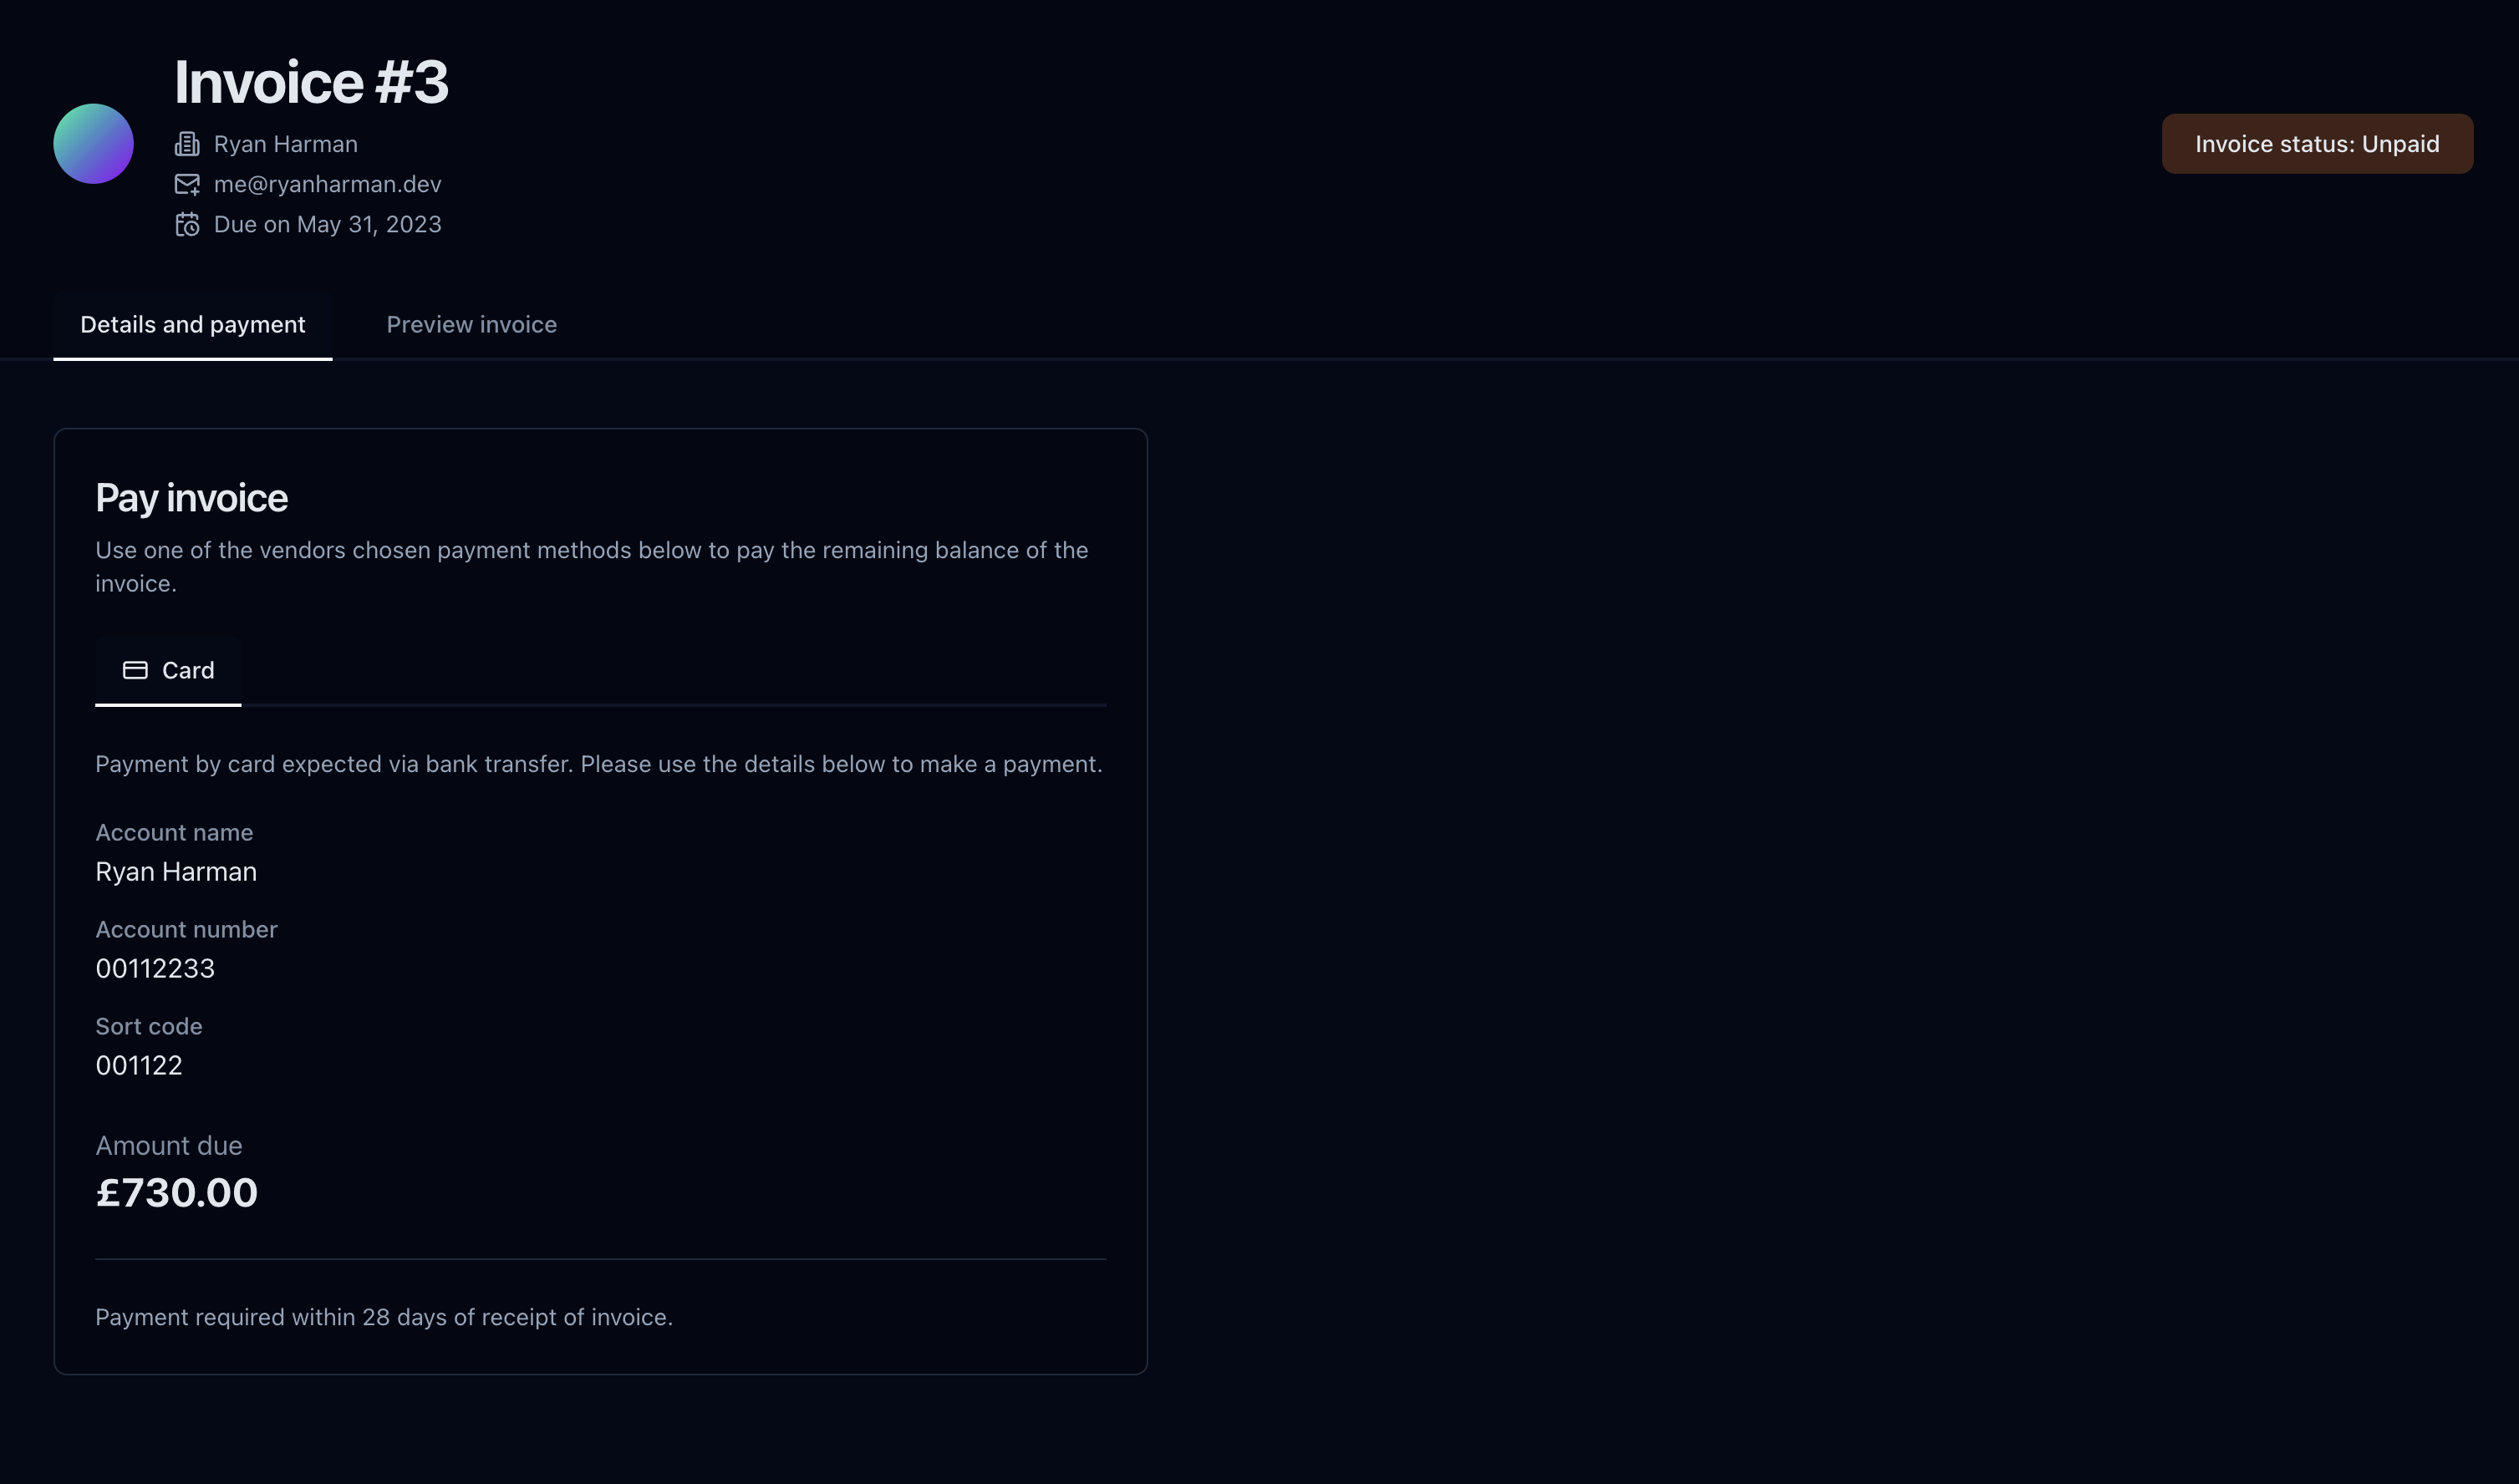 Invoice #3
Ryan Harman
me@ryanharman.dev
Due on May 31, 2023
Invoice status: Unpaid
Details and payment
Preview invoice
Pay invoice
Use one of the vendors chosen payment methods below to pay the remaining balance of the
invoice.
Card
Payment by card expected via bank transfer. Please use the details below to make a payment.
Account name
Ryan Harman
Account number
00112233
Sort code
001122
Amount due
£730.00
Payment required within 28 days of receipt of invoice.